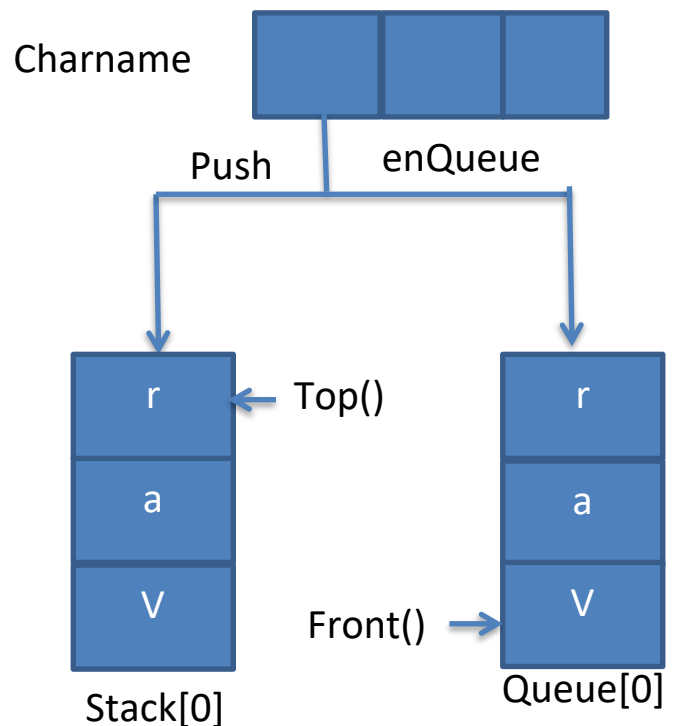 Charname
Push
enQueue
r
Top()
r
a
a
V
Front()
V
Stack[0]
Queue[0]